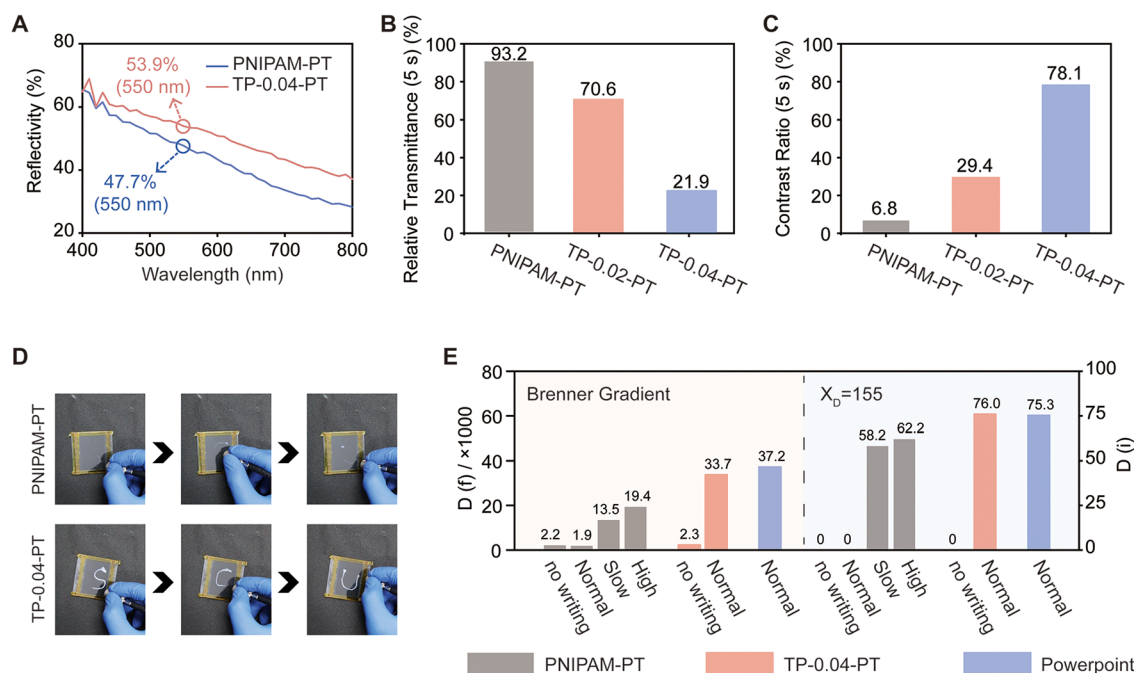 A
Reflectivity (%)
80
60
40
20
53.9%
(550 nm)
47.7%
(550 nm)
PNIPAM-PT
TP-0.04-PT
400 500 600 700 800
Wavelength (nm)
B
Relative Transmittance (5 s) (%)
100
80
60
40
20
0
93.2
70.6
21.9
PNIPAM-PT
TP-0.02-PT
TP-0.04-PT
C
Contrast Ratio (5 s) (%)
100
80
60
40
20
0
6.8
29.4
78.1
PNIPAM-PT
TP-0.02-PT
TP-0.04-PT
D
PNIPAM-PT
TP-0.04-PT
S
C
U
E
D (f) / ×1000
80
60
40
20
0
Brenner Gradient
2.2
1.9
13.5
19.4
2.3
33.7
37.2
X_D=155
0
0
58.2
62.2
0
76.0
75.3
100
75
50
25
0
D (i)
no writing
Normal
Slow
High
no writing
Normal
Normal
no writing
Normal
Slow
High
no writing
Normal
Normal
PNIPAM-PT
TP-0.04-PT
Powerpoint